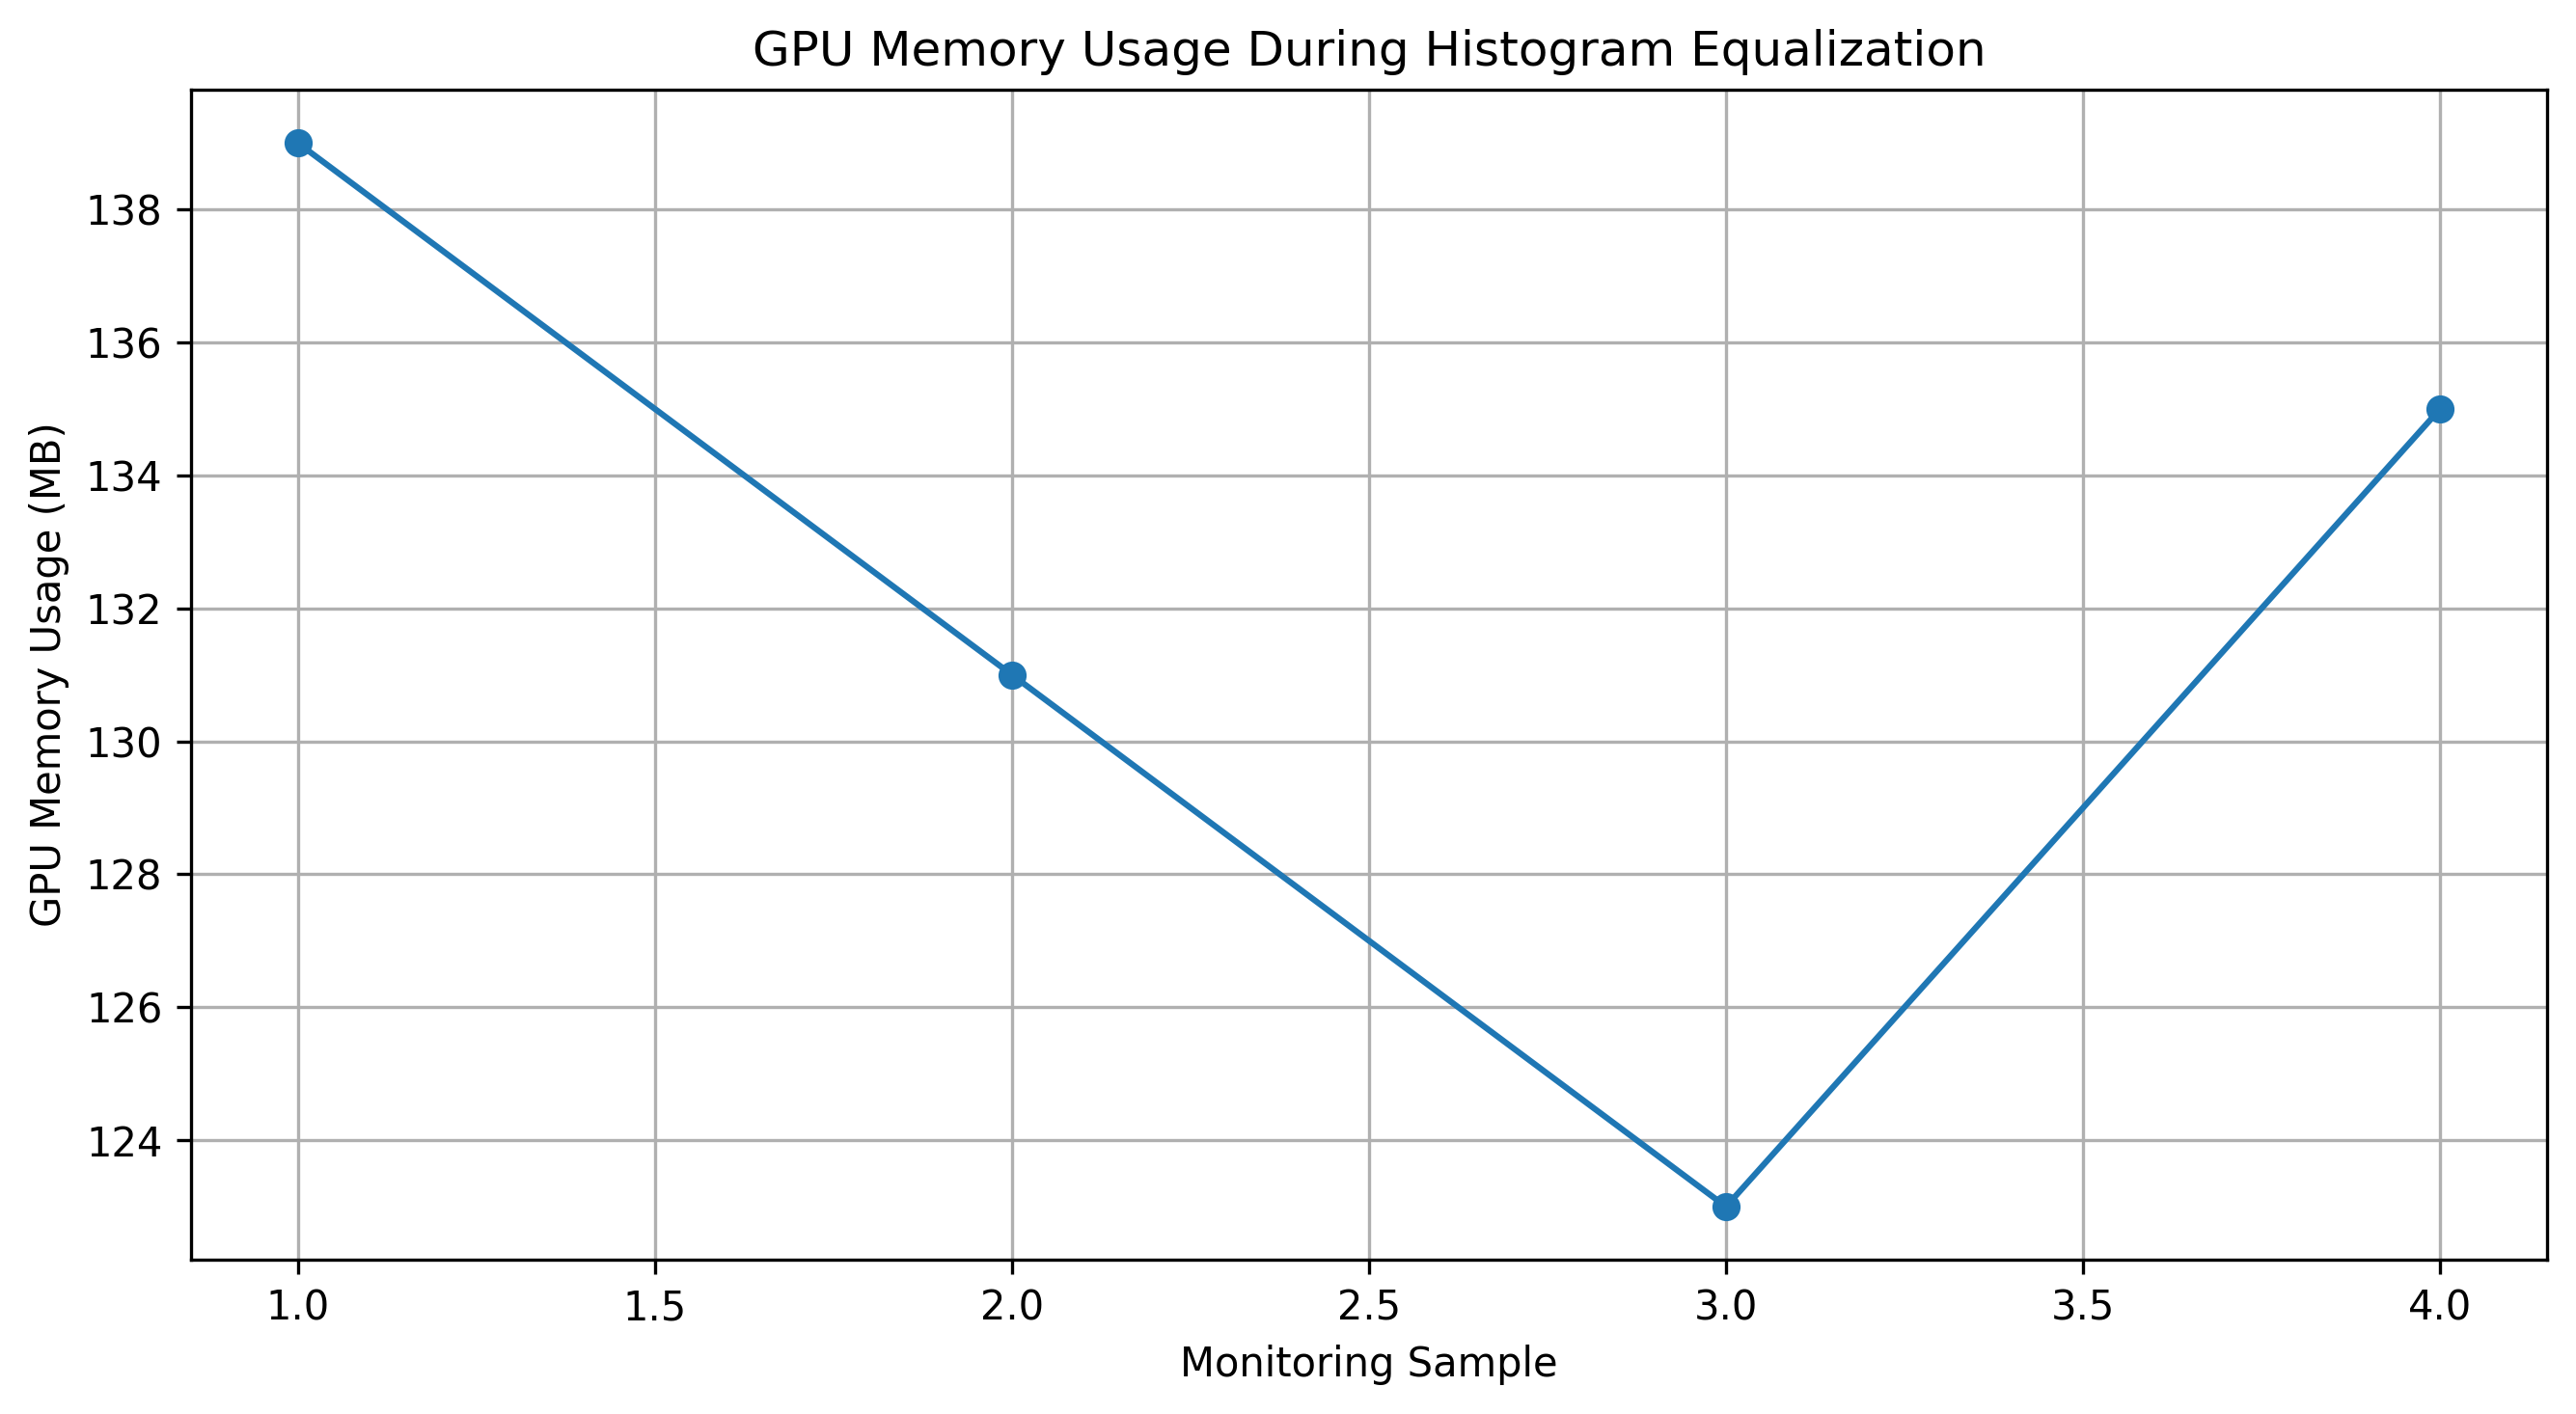 GPU Memory Usage During Histogram Equalization
GPU Memory Usage (MB)
138
136
134
132
130
128
126
124
1.0 1.5 2.0 2.5 3.0 3.5 4.0
Monitoring Sample